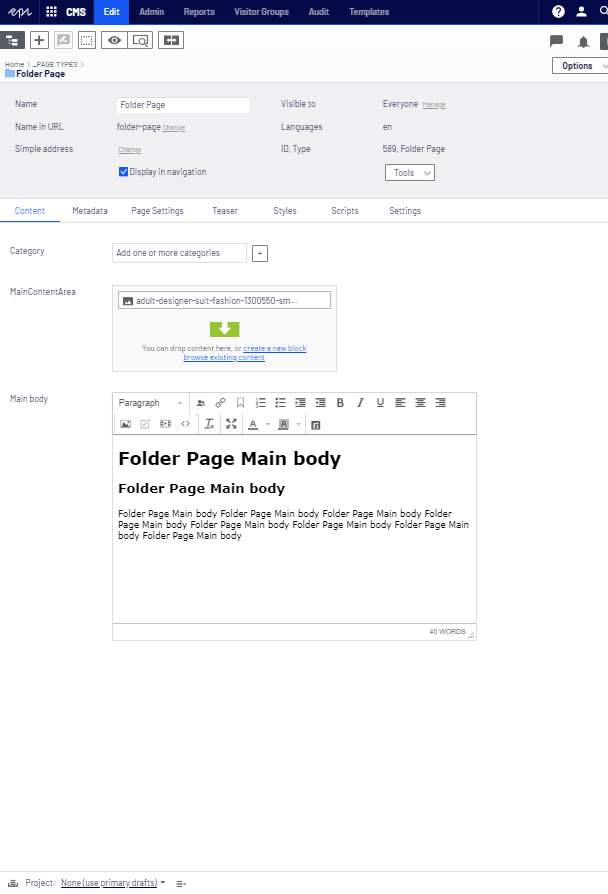 epi CMS Edit Admin Reports Visitor Groups Audit Templates
Home > _PAGE TYPES >
Folder Page
Options
Name Folder Page Visible to Everyone Manage
Name in URL folder-page Change Languages en
Simple address Change ID, Type 589, Folder Page
Display in navigation Tools
Content Metadata Page Settings Teaser Styles Scripts Settings
Category Add one or more categories +
MainContentArea
adult-designer-suit-fashion-1300550-sm...
You can drop content here, or create a new block
browse existing content
Main body
Paragraph B I U
A A
Folder Page Main body
Folder Page Main body
Folder Page Main body Folder Page Main body Folder Page Main body Folder
Page Main body Folder Page Main body Folder Page Main body Folder Page Main
body Folder Page Main body
40 WORDS
Project: None (use primary drafts)